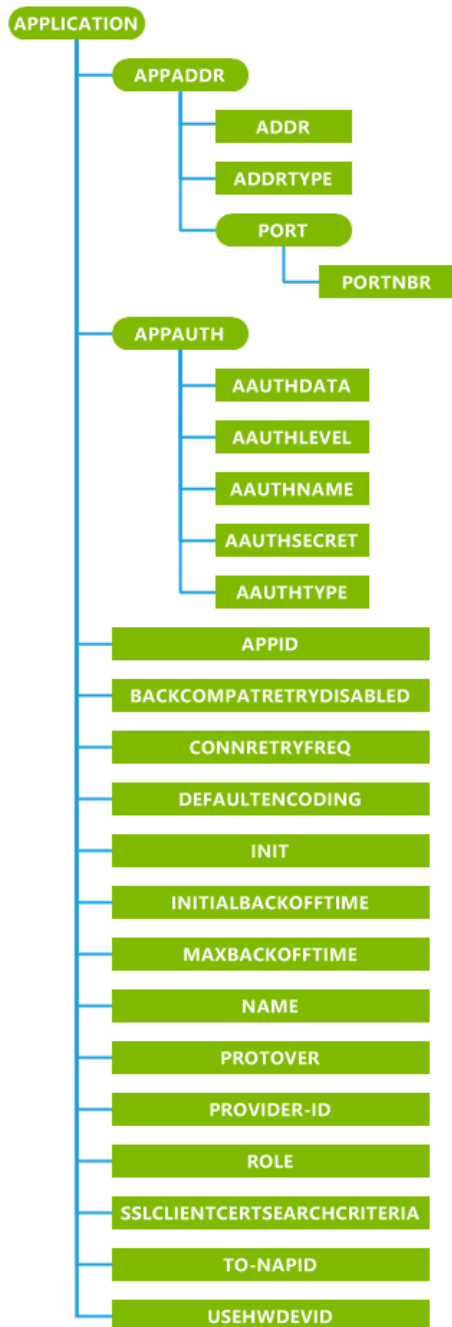 APPLICATION
APPADDR
ADDR
ADDRTYPE
PORT
PORTNBR
APPAUTH
AAUTHDATA
AAUTHLEVEL
AAUTHNAME
AAUTHSECRET
AAUTHTYPE
APPID
BACKCOMPATRETRYDISABLED
CONNRETRYFREQ
DEFAULTENCODING
INIT
INITIALBACKOFFTIME
MAXBACKOFFTIME
NAME
PROTOVER
PROVIDER-ID
ROLE
SSLCLIENTCERTSEARCHCRITERIA
TO-NAPID
USEHWDEVID